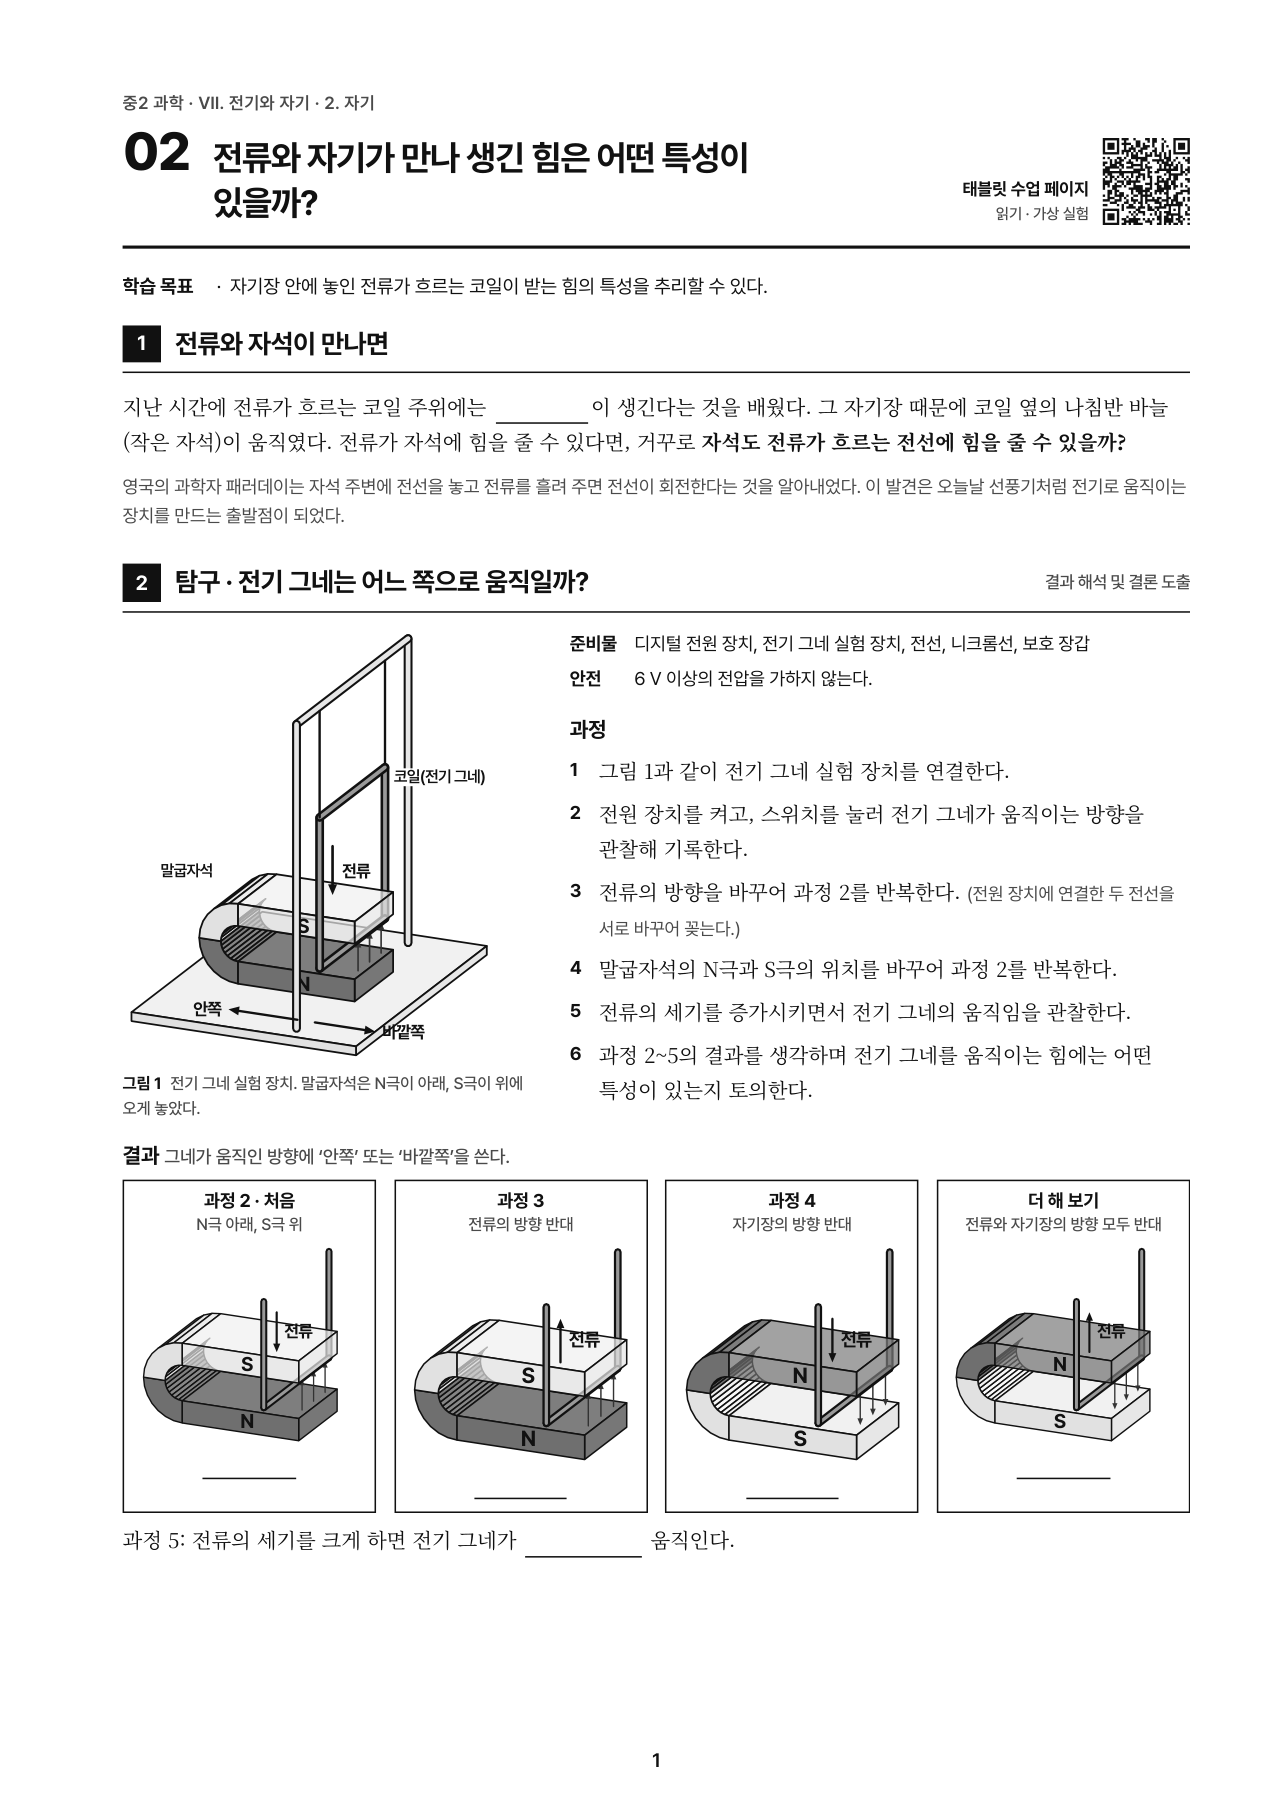 중2 과학 · VII. 전기와 자기 · 2. 자기
02 전류와 자기가 만나 생긴 힘은 어떤 특성이
있을까?
태블릿 수업 페이지
읽기 · 가상 실험
학습 목표 · 자기장 안에 놓인 전류가 흐르는 코일이 받는 힘의 특성을 추리할 수 있다.
1 전류와 자석이 만나면
지난 시간에 전류가 흐르는 코일 주위에는 ________ 이 생긴다는 것을 배웠다. 그 자기장 때문에 코일 옆의 나침반 바늘
(작은 자석)이 움직였다. 전류가 자석에 힘을 줄 수 있다면, 거꾸로 자석도 전류가 흐르는 전선에 힘을 줄 수 있을까?
영국의 과학자 패러데이는 자석 주변에 전선을 놓고 전류를 흘려 주면 전선이 회전한다는 것을 알아내었다. 이 발견은 오늘날 선풍기처럼 전기로 움직이는
장치를 만드는 출발점이 되었다.
2 탐구 · 전기 그네는 어느 쪽으로 움직일까?
결과 해석 및 결론 도출
코일(전기 그네)
말굽자석
전류
S
N
안쪽
바깥쪽
그림 1 전기 그네 실험 장치. 말굽자석은 N극이 아래, S극이 위에
오게 놓았다.
준비물 디지털 전원 장치, 전기 그네 실험 장치, 전선, 니크롬선, 보호 장갑
안전 6 V 이상의 전압을 가하지 않는다.
과정
1 그림 1과 같이 전기 그네 실험 장치를 연결한다.
2 전원 장치를 켜고, 스위치를 눌러 전기 그네가 움직이는 방향을
관찰해 기록한다.
3 전류의 방향을 바꾸어 과정 2를 반복한다. (전원 장치에 연결한 두 전선을
서로 바꾸어 꽂는다.)
4 말굽자석의 N극과 S극의 위치를 바꾸어 과정 2를 반복한다.
5 전류의 세기를 증가시키면서 전기 그네의 움직임을 관찰한다.
6 과정 2~5의 결과를 생각하며 전기 그네를 움직이는 힘에는 어떤
특성이 있는지 토의한다.
결과 그네가 움직인 방향에 ‘안쪽’ 또는 ‘바깥쪽’을 쓴다.
과정 2 · 처음
N극 아래, S극 위
전류
S
N
과정 3
전류의 방향 반대
전류
S
N
과정 4
자기장의 방향 반대
전류
N
S
더 해 보기
전류와 자기장의 방향 모두 반대
전류
N
S
과정 5: 전류의 세기를 크게 하면 전기 그네가 ________ 움직인다.
1